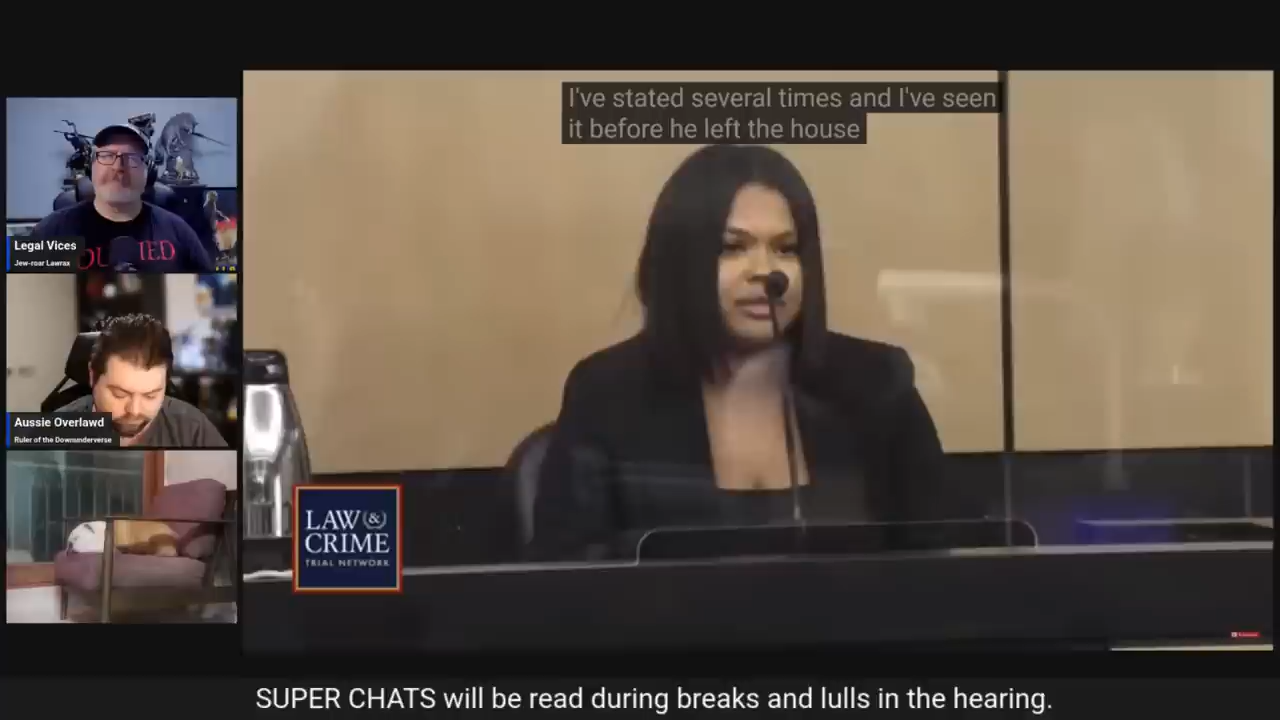 I've stated several times and I've seen
it before he left the house
Legal Vices
Jew-roar Lawrax
Aussie Overlawd
Ruler of the Downunderverse
LAW &
CRIME
TRIAL NETWORK
SUPER CHATS will be read during breaks and lulls in the hearing.